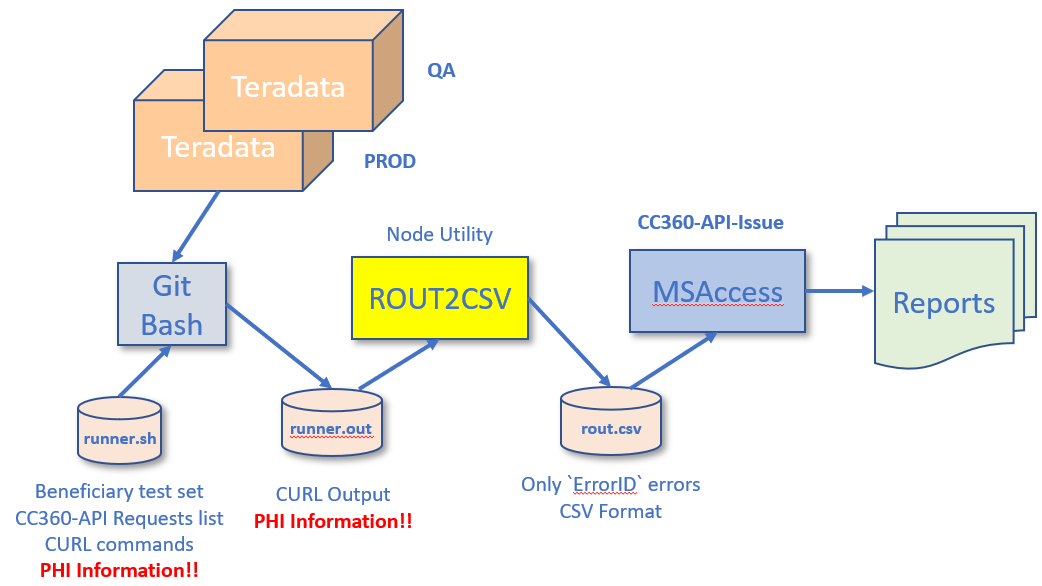 Teradata
QA
Teradata
PROD
Git
Bash
Node Utility
ROUT2CSV
CC360-API-Issue
MSAccess
Reports
runner.sh
Beneficiary test set
CC360-API Requests list
CURL commands
PHI Information!!
runner.out
CURL Output
PHI Information!!
rout.csv
Only `ErrorID` errors
CSV Format